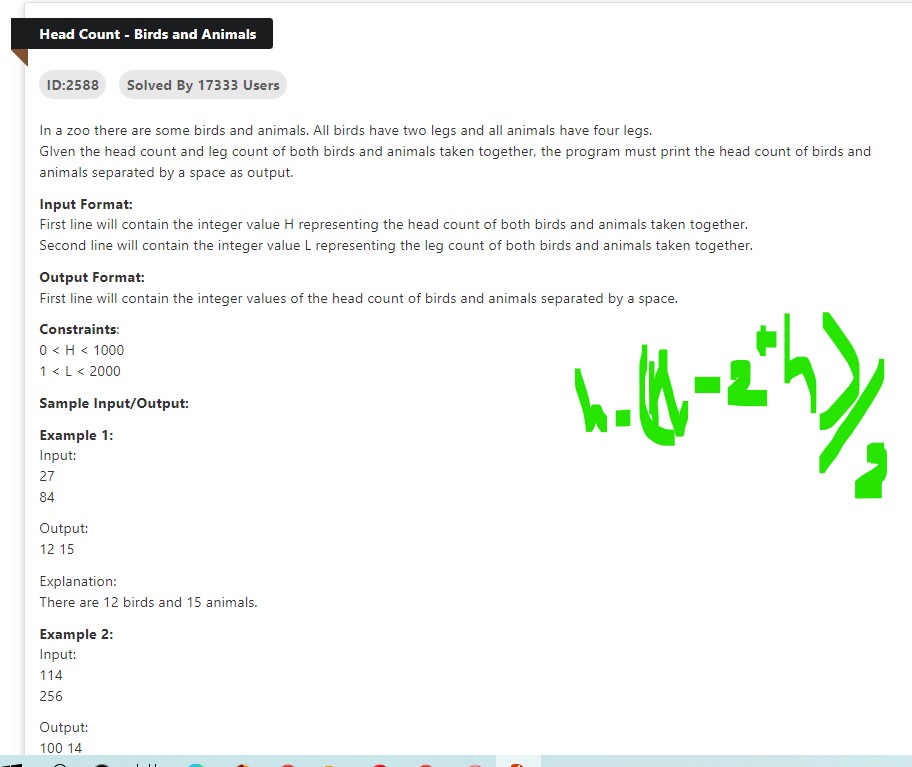 Head Count - Birds and Animals
ID:2588 Solved By 17333 Users
In a zoo there are some birds and animals. All birds have two legs and all animals have four legs.
GIven the head count and leg count of both birds and animals taken together, the program must print the head count of birds and
animals separated by a space as output.
Input Format:
First line will contain the integer value H representing the head count of both birds and animals taken together.
Second line will contain the integer value L representing the leg count of both birds and animals taken together.
Output Format:
First line will contain the integer values of the head count of birds and animals separated by a space.
Constraints:
0 < H < 1000
1 < L < 2000
Sample Input/Output:
Example 1:
Input:
27
84
Output:
12 15
Explanation:
There are 12 birds and 15 animals.
Example 2:
Input:
114
256
Output:
100 14